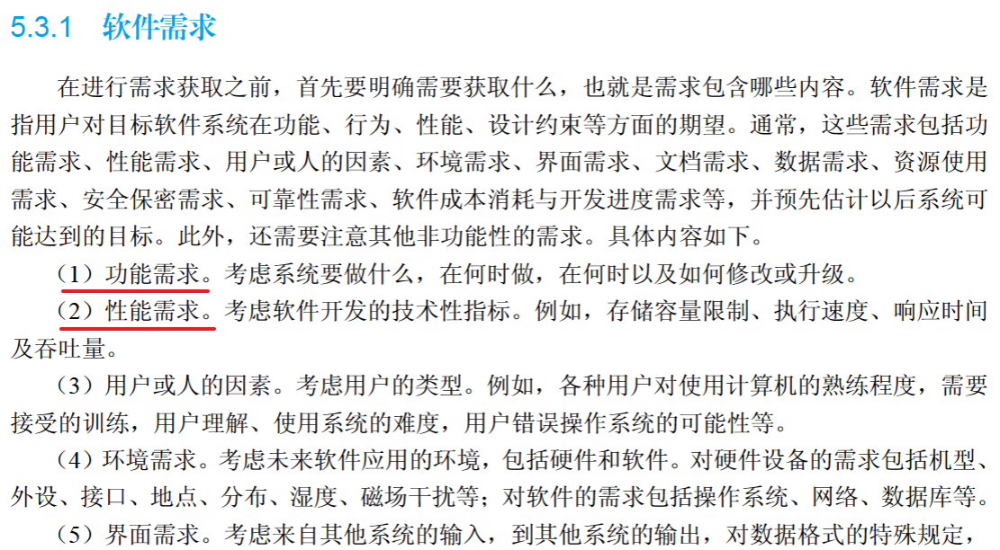 5.3.1 软件需求
在进行需求获取之前，首先要明确需要获取什么，也就是需求包含哪些内容。软件需求是
指用户对目标软件系统在功能、行为、性能、设计约束等方面的期望。通常，这些需求包括功
能需求、性能需求、用户或人的因素、环境需求、界面需求、文档需求、数据需求、资源使用
需求、安全保密需求、可靠性需求、软件成本消耗与开发进度需求等，并预先估计以后系统可
能达到的目标。此外，还需要注意其他非功能性的需求。具体内容如下。
（1）功能需求。考虑系统要做什么，在何时做，在何时以及如何修改或升级。
（2）性能需求。考虑软件开发的技术性指标。例如，存储容量限制、执行速度、响应时间
及吞吐量。
（3）用户或人的因素。考虑用户的类型。例如，各种用户对使用计算机的熟练程度，需要
接受的训练，用户理解、使用系统的难度，用户错误操作系统的可能性等。
（4）环境需求。考虑未来软件应用的环境，包括硬件和软件。对硬件设备的需求包括机型、
外设、接口、地点、分布、湿度、磁场干扰等；对软件的需求包括操作系统、网络、数据库等。
（5）界面需求。考虑来自其他系统的输入，到其他系统的输出，对数据格式的特殊规定，